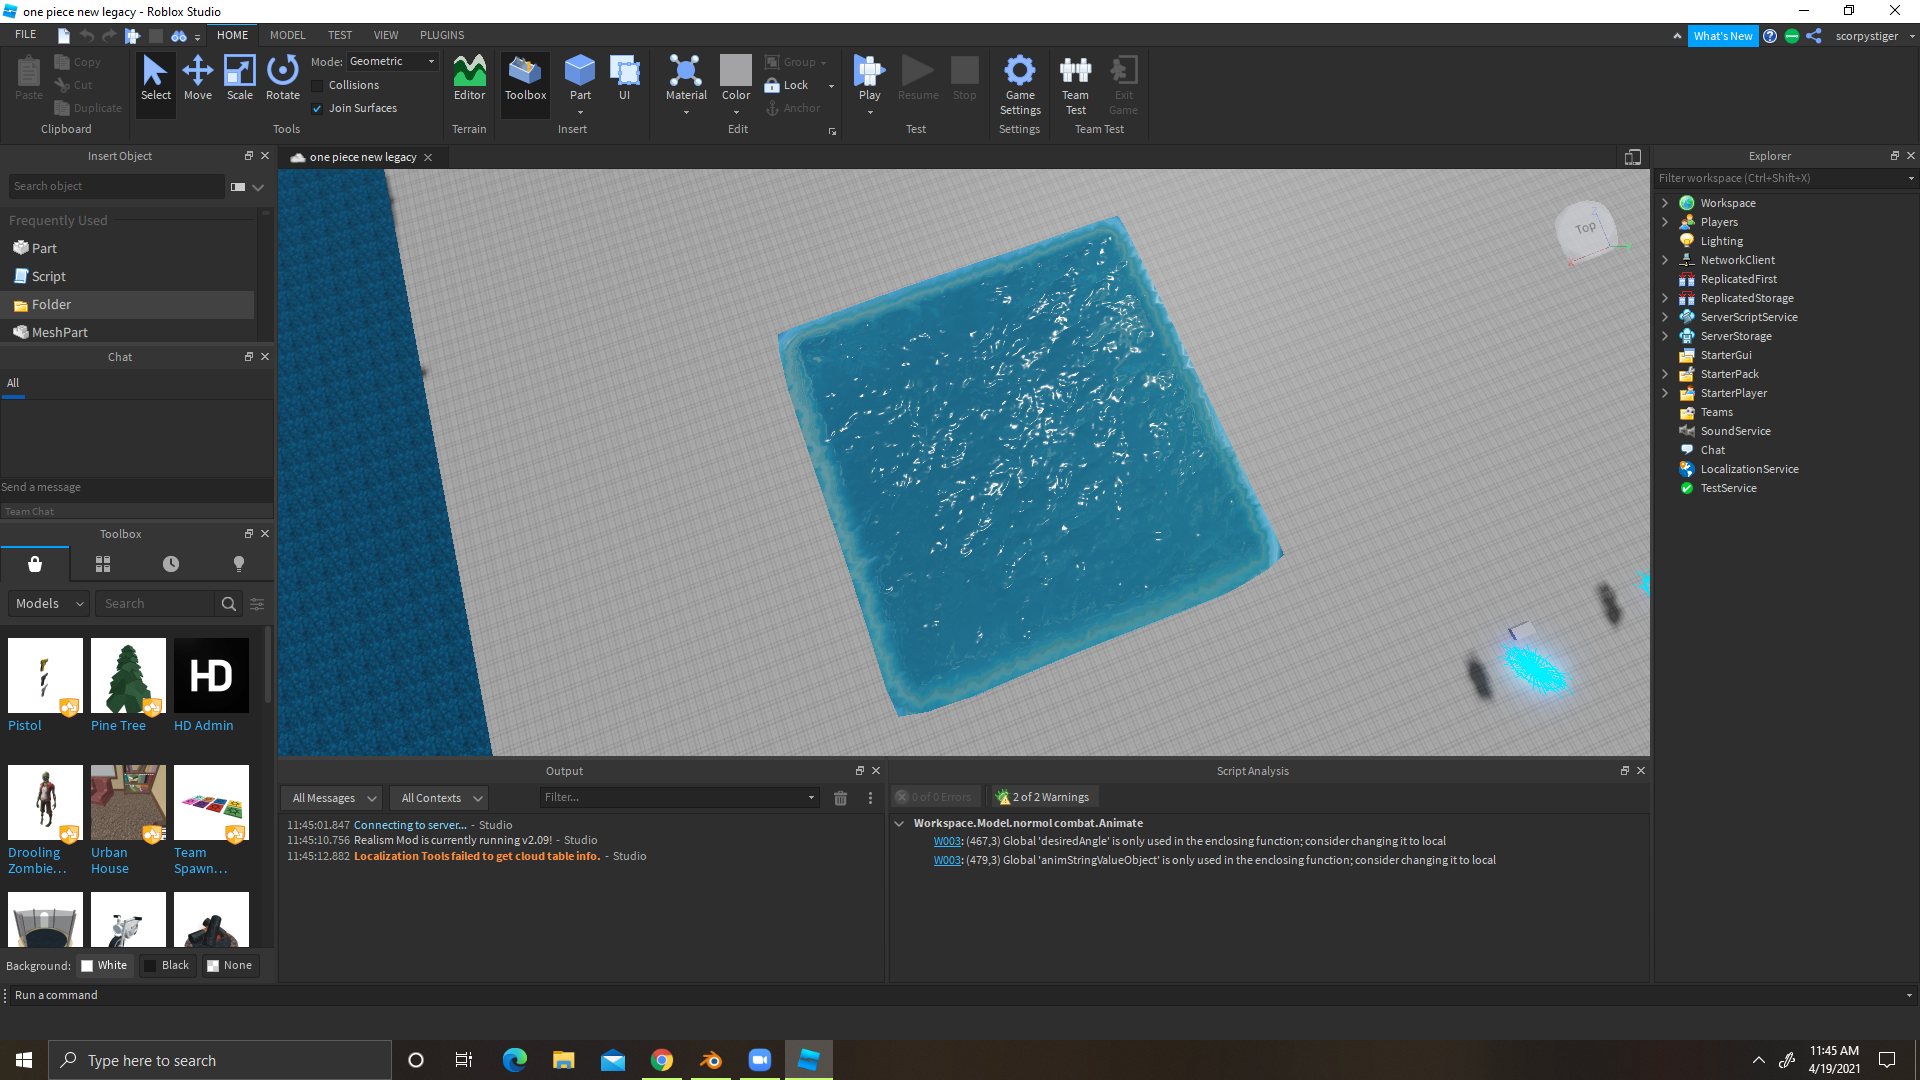 one piece new legacy - Roblox Studio
FILE
HOME
MODEL
TEST
VIEW
PLUGINS
What's New
scorpystiger
Paste
Copy
Cut
Duplicate
Clipboard
Select
Move
Scale
Rotate
Mode: Geometric
Collisions
Join Surfaces
Tools
Editor
Terrain
Toolbox
Part
UI
Insert
Material
Color
Group
Lock
Anchor
Edit
Play
Resume
Stop
Test
Game Settings
Settings
Team Test
Exit Game
Team Test
Insert Object
Search object
Frequently Used
Part
Script
Folder
MeshPart
Chat
All
Send a message
Team Chat
Toolbox
Models
Search
Pistol
Pine Tree
HD
HD Admin
Drooling Zombie...
Urban House
Team Spawn...
Background:
White
Black
None
one piece new legacy
Top
Output
All Messages
All Contexts
Filter...
11:45:01.847 Connecting to server... - Studio
11:45:10.756 Realism Mod is currently running v2.09! - Studio
11:45:12.882 Localization Tools failed to get cloud table info. - Studio
Script Analysis
0 of 0 Errors
2 of 2 Warnings
Workspace.Model.normol combat.Animate
W003: (467,3) Global 'desiredAngle' is only used in the enclosing function; consider changing it to local
W003: (479,3) Global 'animStringValueObject' is only used in the enclosing function; consider changing it to local
Explorer
Filter workspace (Ctrl+Shift+X)
Workspace
Players
Lighting
NetworkClient
ReplicatedFirst
ReplicatedStorage
ServerScriptService
ServerStorage
StarterGui
StarterPack
StarterPlayer
Teams
SoundService
Chat
LocalizationService
TestService
Run a command
Type here to search
11:45 AM
4/19/2021